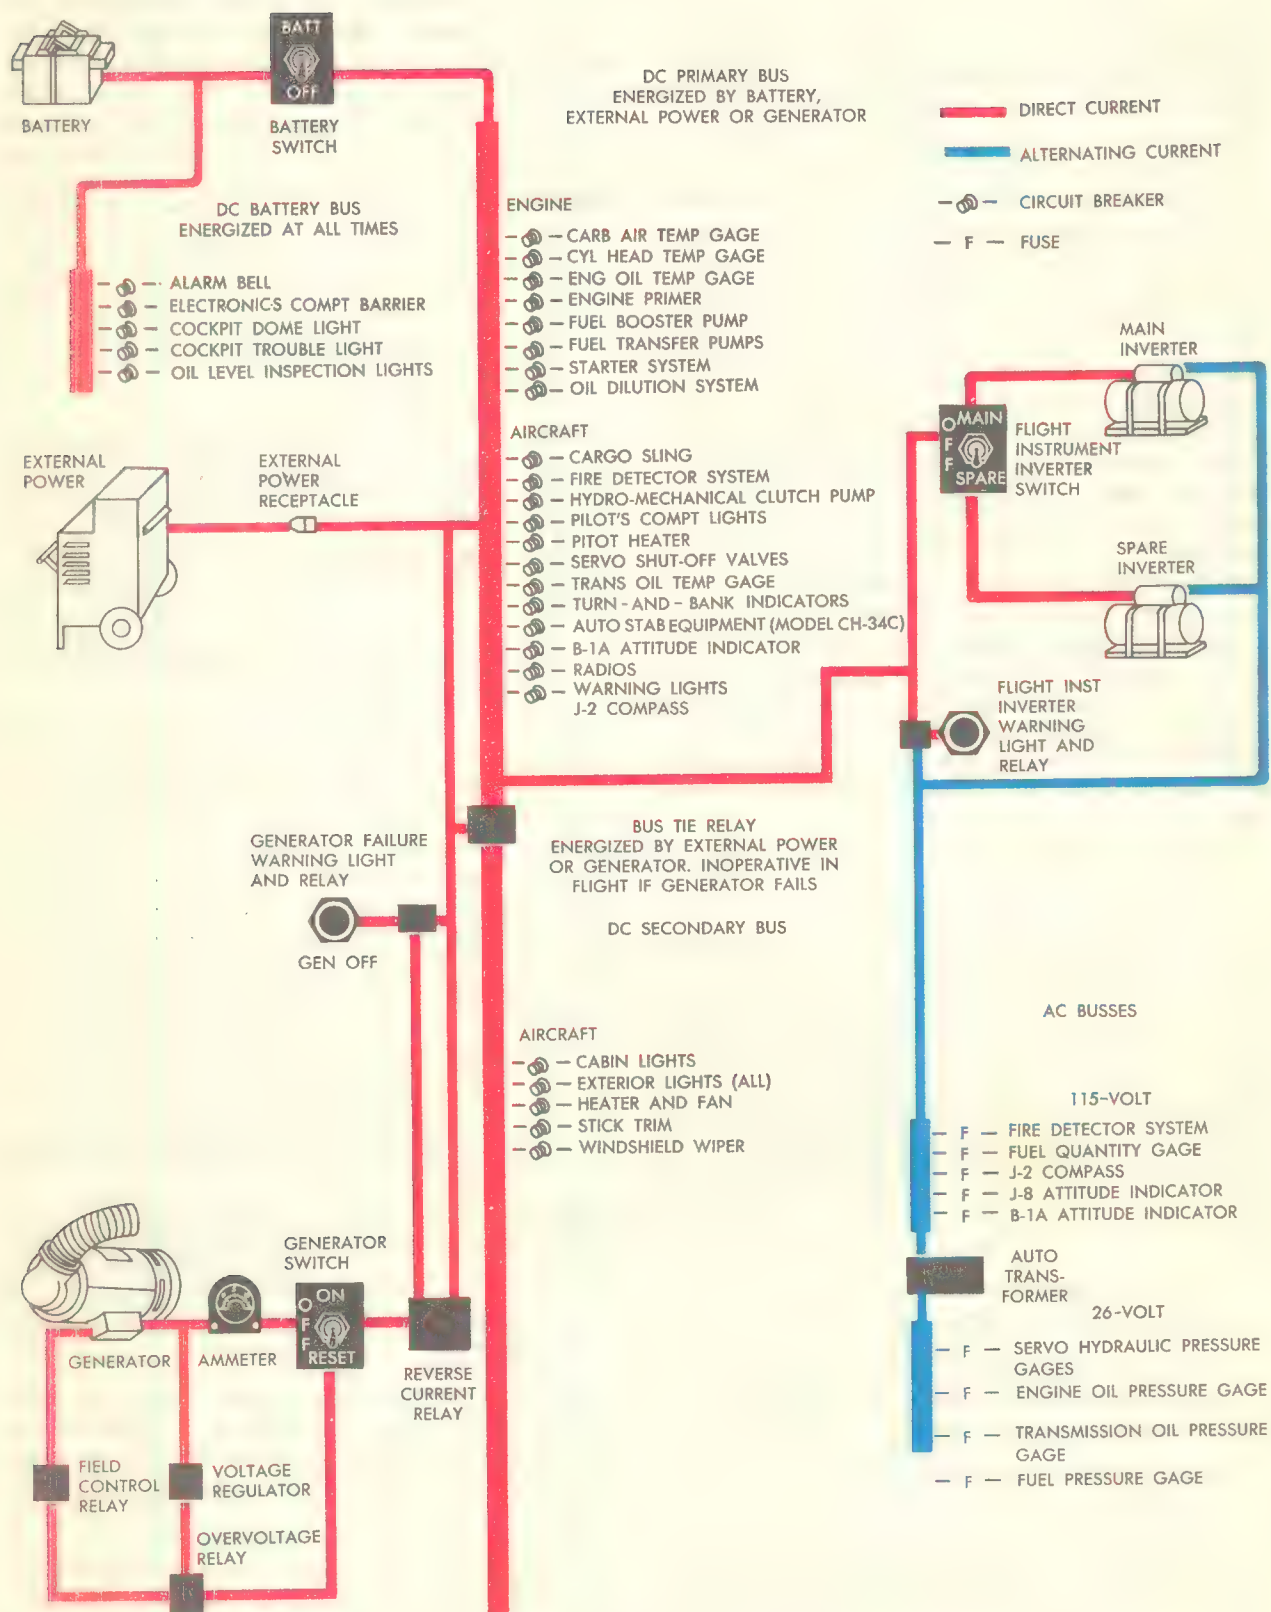 BATT
OFF
BATTERY
BATTERY
SWITCH
DC PRIMARY BUS
ENERGIZED BY BATTERY,
EXTERNAL POWER OR GENERATOR
DIRECT CURRENT
ALTERNATING CURRENT
CIRCUIT BREAKER
F FUSE
DC BATTERY BUS
ENERGIZED AT ALL TIMES
ALARM BELL
ELECTRONICS COMPT BARRIER
COCKPIT DOME LIGHT
COCKPIT TROUBLE LIGHT
OIL LEVEL INSPECTION LIGHTS
ENGINE
CARB AIR TEMP GAGE
CYL HEAD TEMP GAGE
ENG OIL TEMP GAGE
ENGINE PRIMER
FUEL BOOSTER PUMP
FUEL TRANSFER PUMPS
STARTER SYSTEM
OIL DILUTION SYSTEM
MAIN
INVERTER
OFF
MAIN
SPARE
FLIGHT
INSTRUMENT
INVERTER
SWITCH
SPARE
INVERTER
EXTERNAL
POWER
EXTERNAL
POWER
RECEPTACLE
AIRCRAFT
CARGO SLING
FIRE DETECTOR SYSTEM
HYDRO-MECHANICAL CLUTCH PUMP
PILOT'S COMPT LIGHTS
PITOT HEATER
SERVO SHUT-OFF VALVES
TRANS OIL TEMP GAGE
TURN-AND-BANK INDICATORS
AUTO STAB EQUIPMENT (MODEL CH-34C)
B-1A ATTITUDE INDICATOR
RADIOS
WARNING LIGHTS
J-2 COMPASS
FLIGHT INST
INVERTER
WARNING
LIGHT AND
RELAY
GENERATOR FAILURE
WARNING LIGHT
AND RELAY
GEN OFF
BUS TIE RELAY
ENERGIZED BY EXTERNAL POWER
OR GENERATOR. INOPERATIVE IN
FLIGHT IF GENERATOR FAILS
DC SECONDARY BUS
AIRCRAFT
CABIN LIGHTS
EXTERIOR LIGHTS (ALL)
HEATER AND FAN
STICK TRIM
WINDSHIELD WIPER
AC BUSSES
115-VOLT
F FIRE DETECTOR SYSTEM
F FUEL QUANTITY GAGE
F J-2 COMPASS
F J-8 ATTITUDE INDICATOR
F B-1A ATTITUDE INDICATOR
AUTO
TRANS-
FORMER
26-VOLT
F SERVO HYDRAULIC PRESSURE
GAGES
F ENGINE OIL PRESSURE GAGE
F TRANSMISSION OIL PRESSURE
GAGE
F FUEL PRESSURE GAGE
GENERATOR
SWITCH
OFF
ON
RESET
GENERATOR
AMMETER
REVERSE
CURRENT
RELAY
FIELD
CONTROL
RELAY
VOLTAGE
REGULATOR
OVERVOLTAGE
RELAY